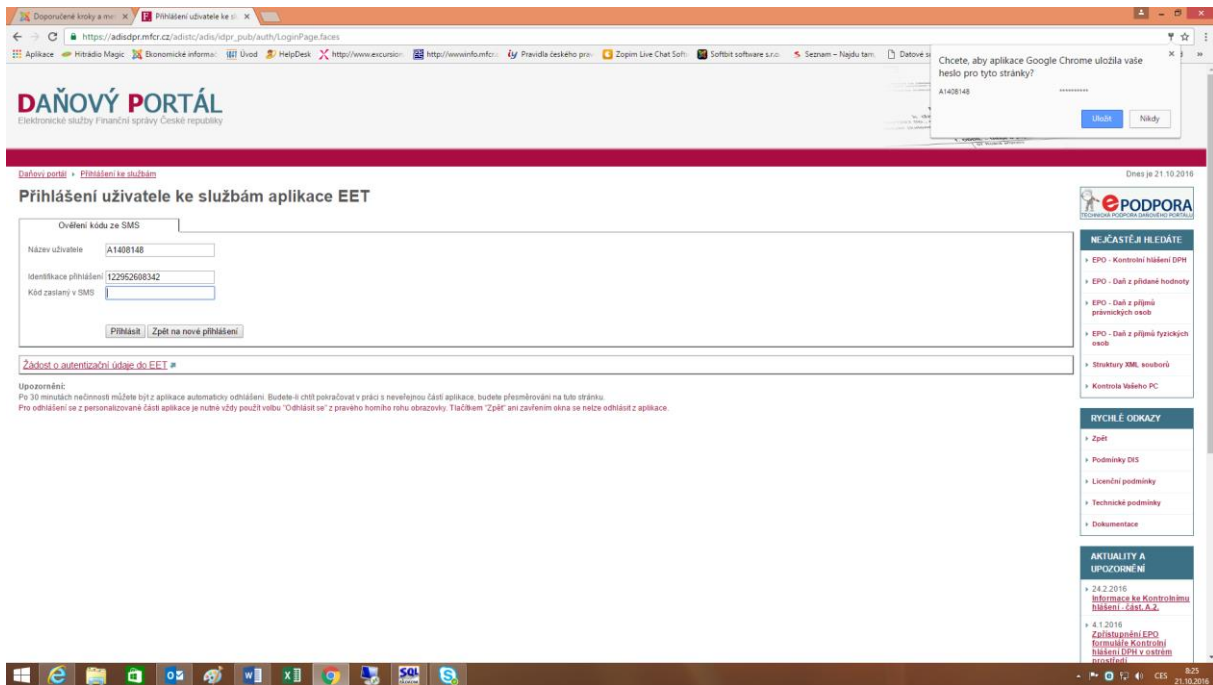 Doporučené kroky a me
Přihlášení uživatele ke sl
https://adisdpr.mfcr.cz/adistc/adis/idpr_pub/auth/LoginPage.faces
Aplikace Hitrádio Magic Ekonomické informac Úvod HelpDesk http://www.excursion http://wwwinfo.mfcr.c Pravidla českého prav Zopim Live Chat Soft Softbit software s.r.o. Seznam – Najdu tam, Datové s
Chcete, aby aplikace Google Chrome uložila vaše
heslo pro tyto stránky?
A1408148 **********
Uložit Nikdy
DAŇOVÝ PORTÁL
Elektronické služby Finanční správy České republiky
Daňový portál Přihlášení ke službám
Dnes je 21.10.2016
Přihlášení uživatele ke službám aplikace EET
Ověření kódu ze SMS
Název uživatele A1408148
Identifikace přihlášení 122952608342
Kód zaslaný v SMS
Přihlásit Zpět na nové přihlášení
Žádost o autentizační údaje do EET
Upozornění:
Po 30 minutách nečinnosti můžete být z aplikace automaticky odhlášeni. Budete-li chtít pokračovat v práci s neveřejnou částí aplikace, budete přesměrováni na tuto stránku.
Pro odhlášení se z personalizované části aplikace je nutné vždy použít volbu "Odhlásit se" z pravého horního rohu obrazovky. Tlačítkem "Zpět" ani zavřením okna se nelze odhlásit z aplikace.
ePODPORA
TECHNICKÁ PODPORA DAŇOVÉHO PORTÁLU
NEJČASTĚJI HLEDÁTE
EPO - Kontrolní hlášení DPH
EPO - Daň z přidané hodnoty
EPO - Daň z příjmů
právnických osob
EPO - Daň z příjmů fyzických
osob
Struktury XML souborů
Kontrola Vašeho PC
RYCHLÉ ODKAZY
Zpět
Podmínky DIS
Licenční podmínky
Technické podmínky
Dokumentace
AKTUALITY A
UPOZORNĚNÍ
24.2.2016
Informace ke Kontrolnímu
hlášení - část. A.2.
4.1.2016
Zpřístupnění EPO
formuláře Kontrolní
hlášení DPH v ostrém
prostředí
CES
8:25
21.10.2016